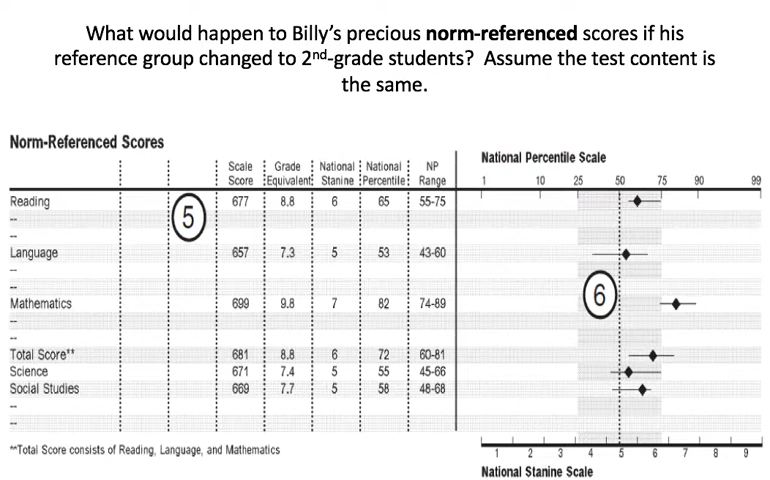 What would happen to Billy's precious norm-referenced scores if his
reference group changed to 2nd-grade students? Assume the test content is
the same.
Norm-Referenced Scores
Scale Score Grade Equivalent National Stanine National Percentile NP Range
National Percentile Scale
1 10 25 50 75 90 99
Reading 677 8.8 6 65 55-75
--
--
5
Language 657 7.3 5 53 43-60
--
--
6
Mathematics 699 9.8 7 82 74-89
--
--
Total Score** 681 8.8 6 72 60-81
Science 671 7.4 5 55 45-66
Social Studies 669 7.7 5 58 48-68
--
--
**Total Score consists of Reading, Language, and Mathematics
1 2 3 4 5 6 7 8 9
National Stanine Scale